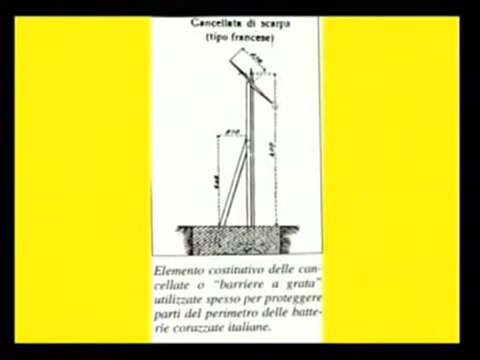 Cancellata di scarpa
(tipo francese)
Elemento costitutivo delle can-
cellate o "barriere a grata"
utilizzate spesso per proteggere
parti del perimetro delle batte-
rie corazzate italiane.